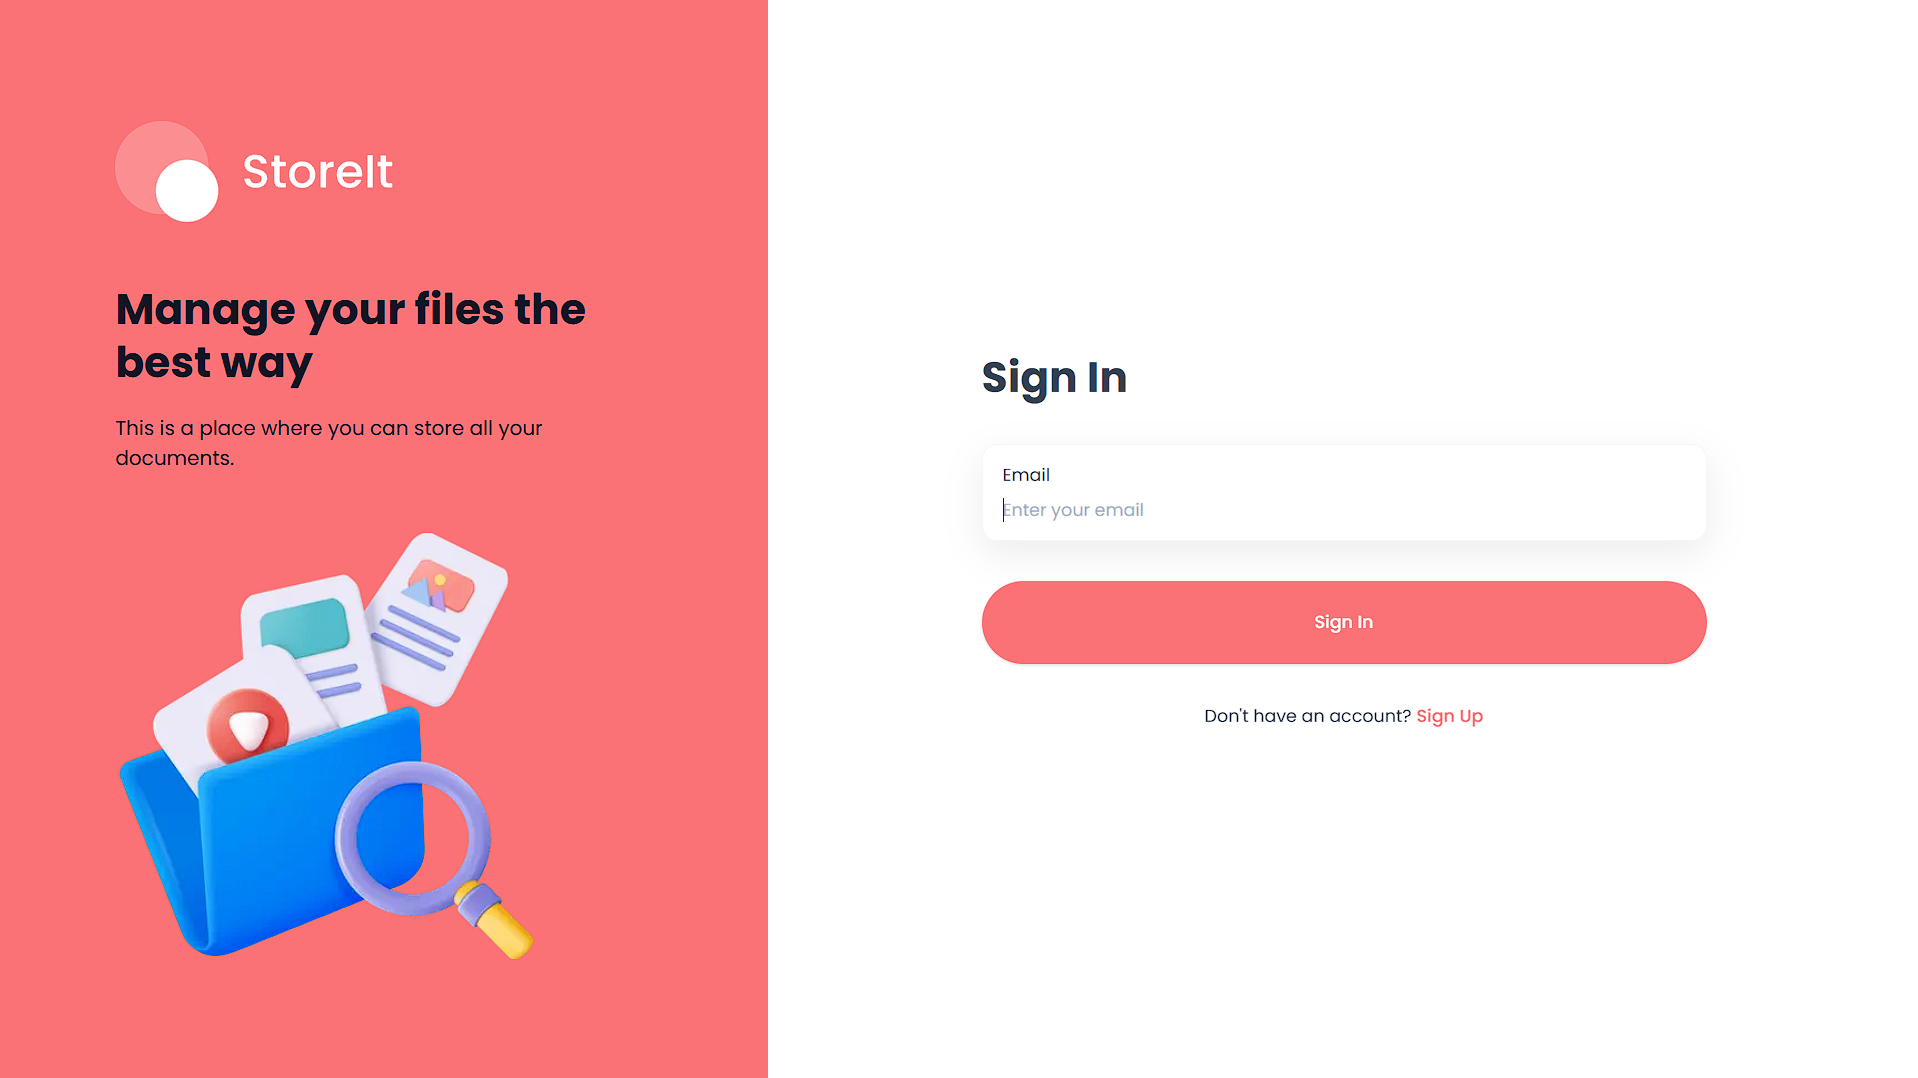 StoreIt
Manage your files the
best way
This is a place where you can store all your
documents.
Sign In
Email
Enter your email
Sign In
Don't have an account? Sign Up